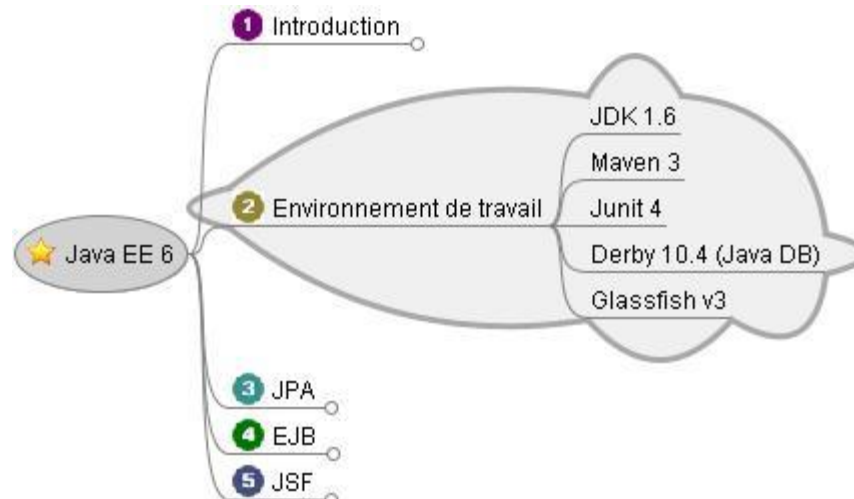 1 Introduction
JDK 1.6
Maven 3
2 Environnement de travail
Junit 4
Java EE 6
Derby 10.4 (Java DB)
Glassfish v3
3 JPA
4 EJB
5 JSF